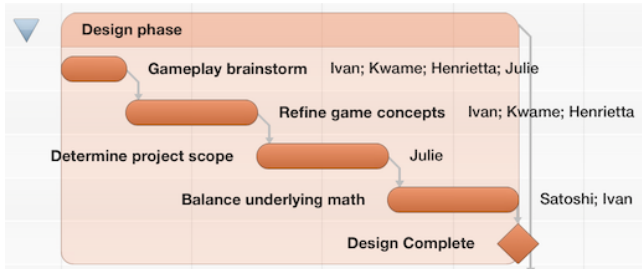 Design phase
Gameplay brainstorm Ivan; Kwame; Henrietta; Julie
Refine game concepts Ivan; Kwame; Henrietta
Determine project scope Julie
Balance underlying math Satoshi; Ivan
Design Complete